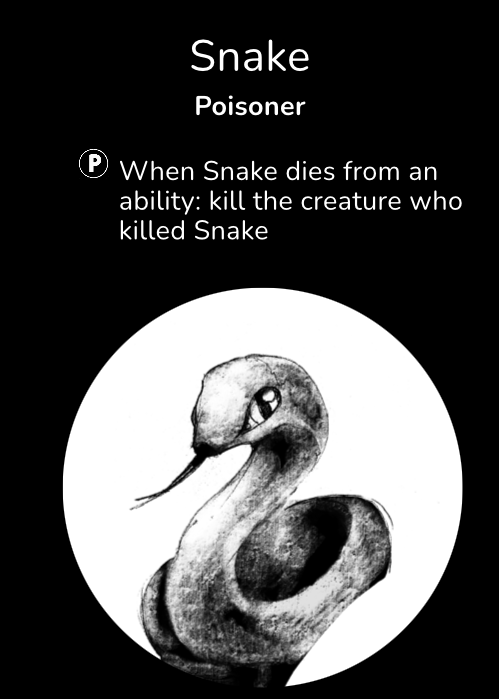 Snake
Poisoner
P When Snake dies from an
ability: kill the creature who
killed Snake